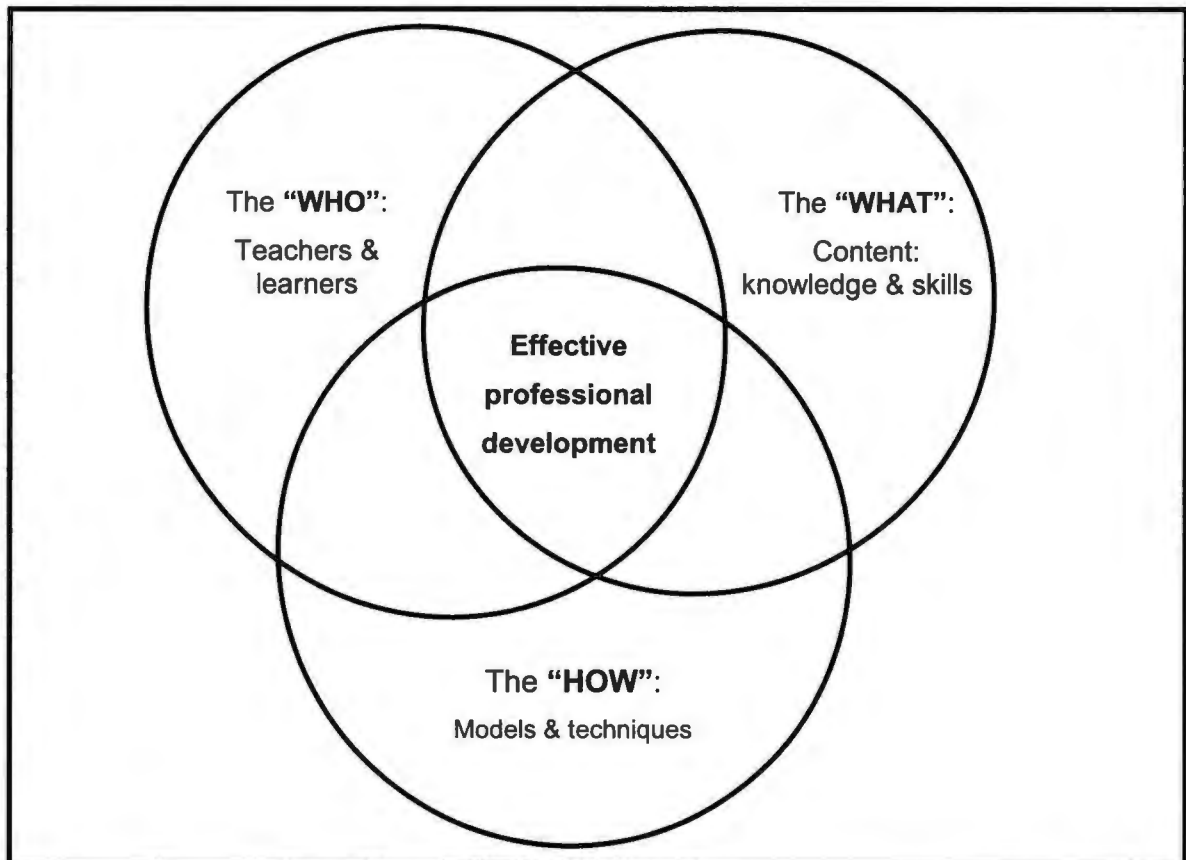 The “WHO”:
Teachers &
learners
The “WHAT”:
Content:
knowledge & skills
Effective
professional
development
The “HOW”:
Models & techniques